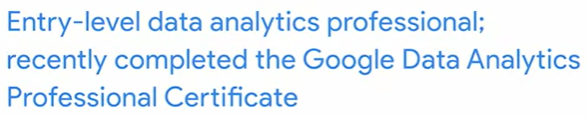 Entry-level data analytics professional;
recently completed the Google Data Analytics
Professional Certificate